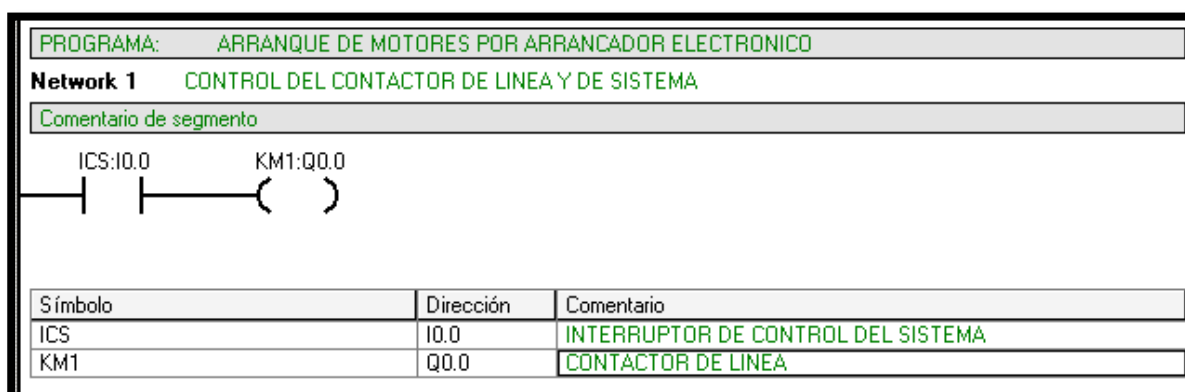 PROGRAMA: ARRANQUE DE MOTORES POR ARRANCADOR ELECTRONICO
Network 1 CONTROL DEL CONTACTOR DE LINEA Y DE SISTEMA
Comentario de segmento
ICS:I0.0 KM1:Q0.0
Símbolo Dirección Comentario
ICS I0.0 INTERRUPTOR DE CONTROL DEL SISTEMA
KM1 Q0.0 CONTACTOR DE LINEA